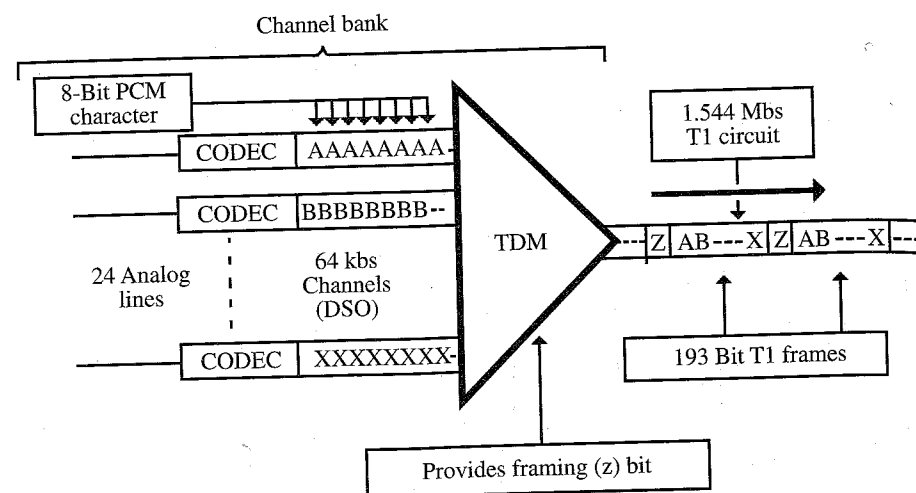 Channel bank
8-Bit PCM
character
1.544 Mbs
T1 circuit
CODEC AAAAAAAA-
CODEC BBBBBBBB--
TDM
---- Z AB ---X Z AB ---X ----
24 Analog
lines
64 kbs
Channels
(DSO)
CODEC XXXXXXXX-
193 Bit T1 frames
Provides framing (z) bit